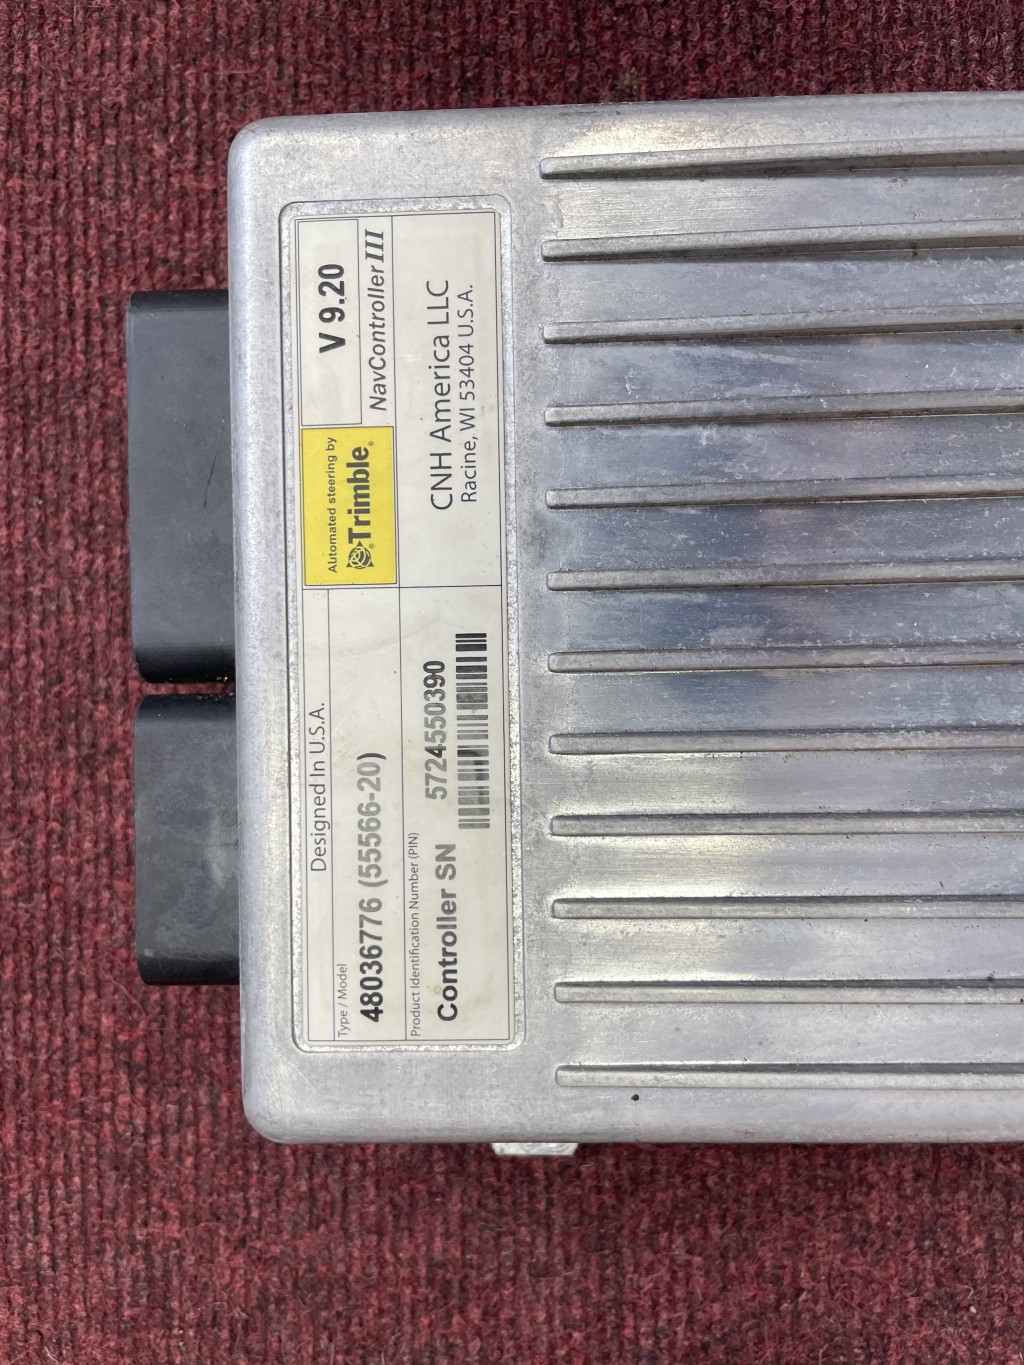 Designed In U.S.A.
Type / Model
48036776 (55566-20)
Automated steering by
Trimble®
V 9.20
NavController III
Product Identification Number (PIN)
Controller SN 5724550390
CNH America LLC
Racine, WI 53404 U.S.A.